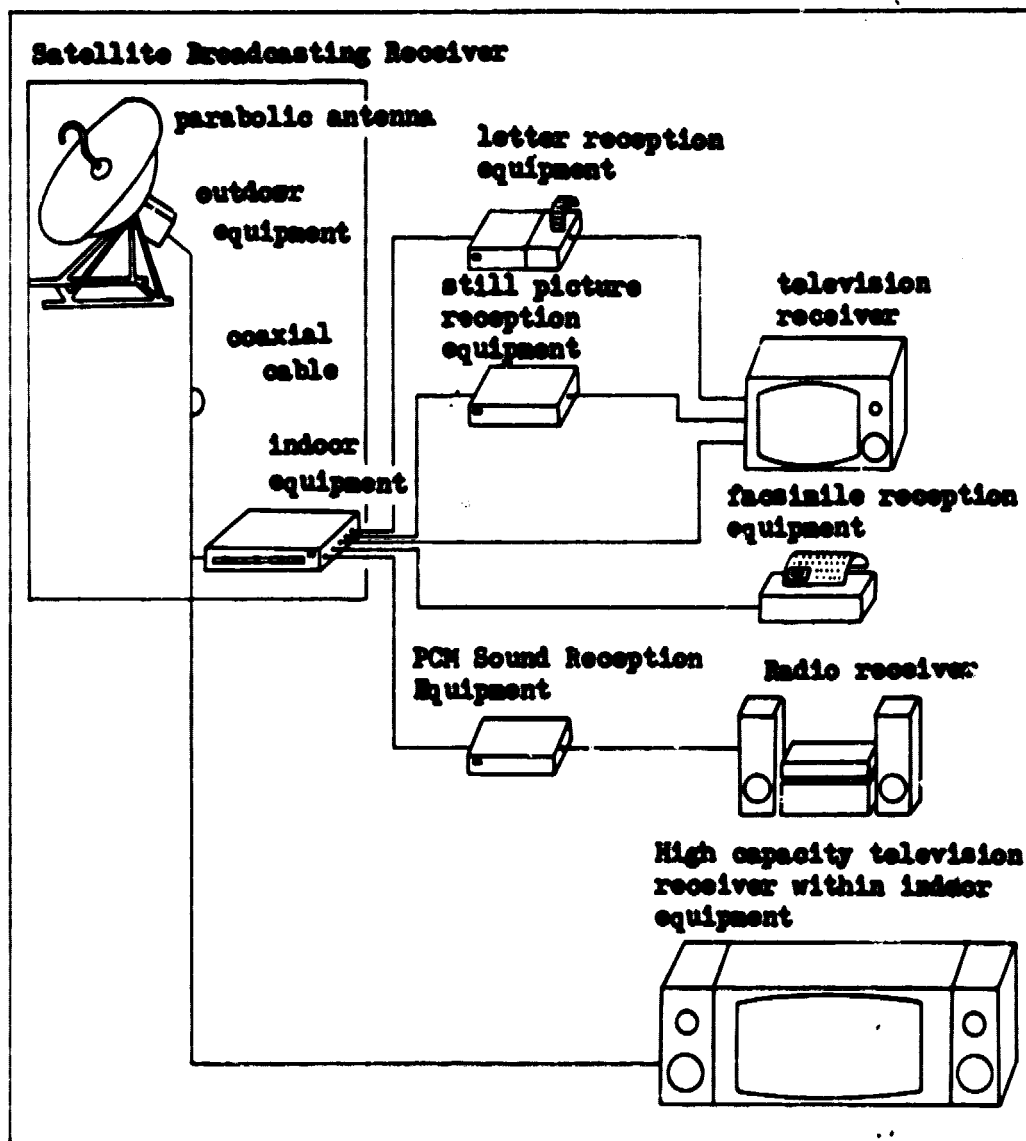 Satellite Broadcasting Receiver
parabolic antenna
outdoor
equipment
coaxial
cable
indoor
equipment
letter reception
equipment
still picture
reception
equipment
television
receiver
facsimile reception
equipment
PCM Sound Reception
Equipment
Radio receiver
High capacity television
receiver within indoor
equipment